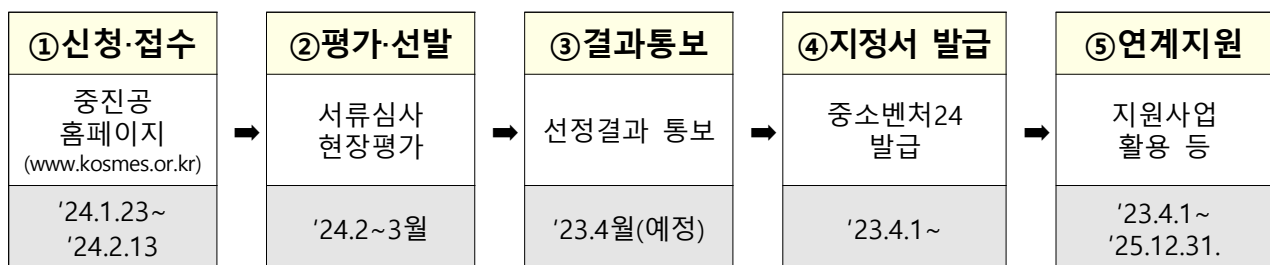 ①신청·접수
중진공
홈페이지
(www.kosmes.or.kr)
'24.1.23~
'24.2.13
➡
②평가·선발
서류심사
현장평가
'24.2~3월
➡
③결과통보
선정결과 통보
'23.4월(예정)
➡
④지정서 발급
중소벤처24
발급
'23.4.1~
➡
⑤연계지원
지원사업
활용 등
'23.4.1~
'25.12.31.